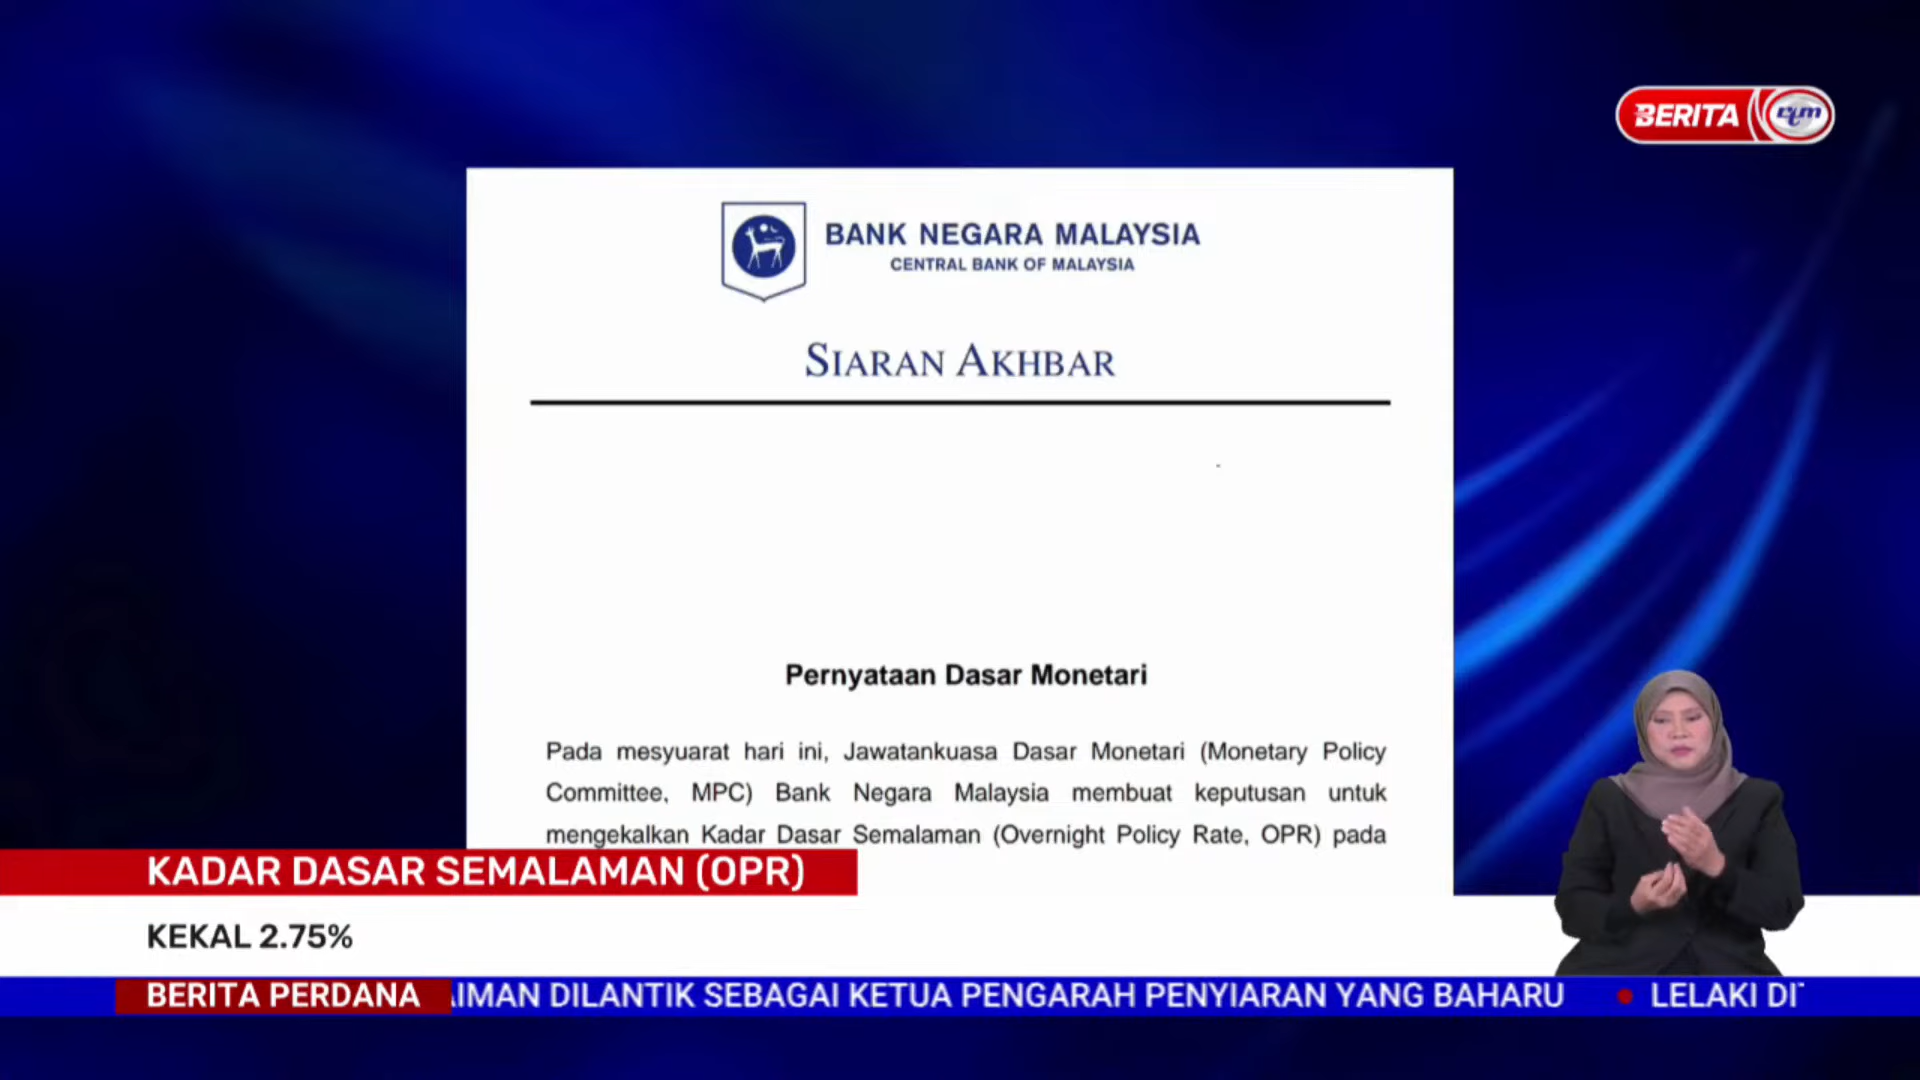 BERITA rtm
BANK NEGARA MALAYSIA
CENTRAL BANK OF MALAYSIA
SIARAN AKHBAR
Pernyataan Dasar Monetari
Pada mesyuarat hari ini, Jawatankuasa Dasar Monetari (Monetary Policy
Committee, MPC) Bank Negara Malaysia membuat keputusan untuk
mengekalkan Kadar Dasar Semalaman (Overnight Policy Rate, OPR) pada
KADAR DASAR SEMALAMAN (OPR)
KEKAL 2.75%
BERITA PERDANA AIMAN DILANTIK SEBAGAI KETUA PENGARAH PENYIARAN YANG BAHARU • LELAKI